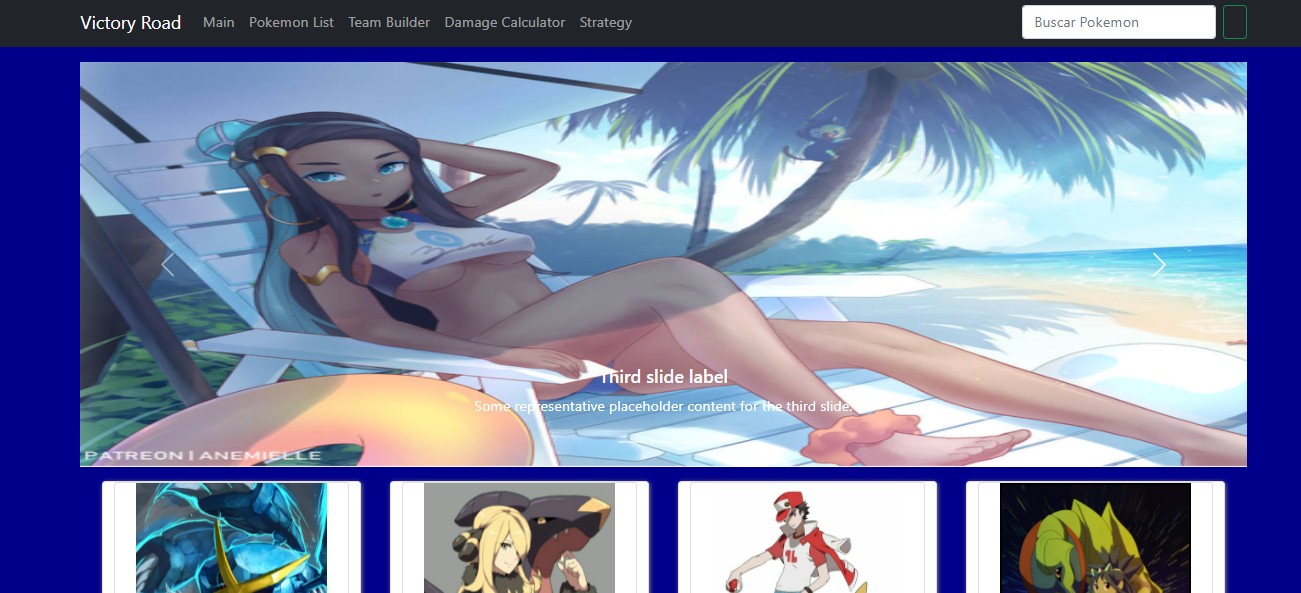 Victory Road Main Pokemon List Team Builder Damage Calculator Strategy Buscar Pokemon
Third slide label
Some representative placeholder content for the third slide.
PATREON | ANEMIELLE